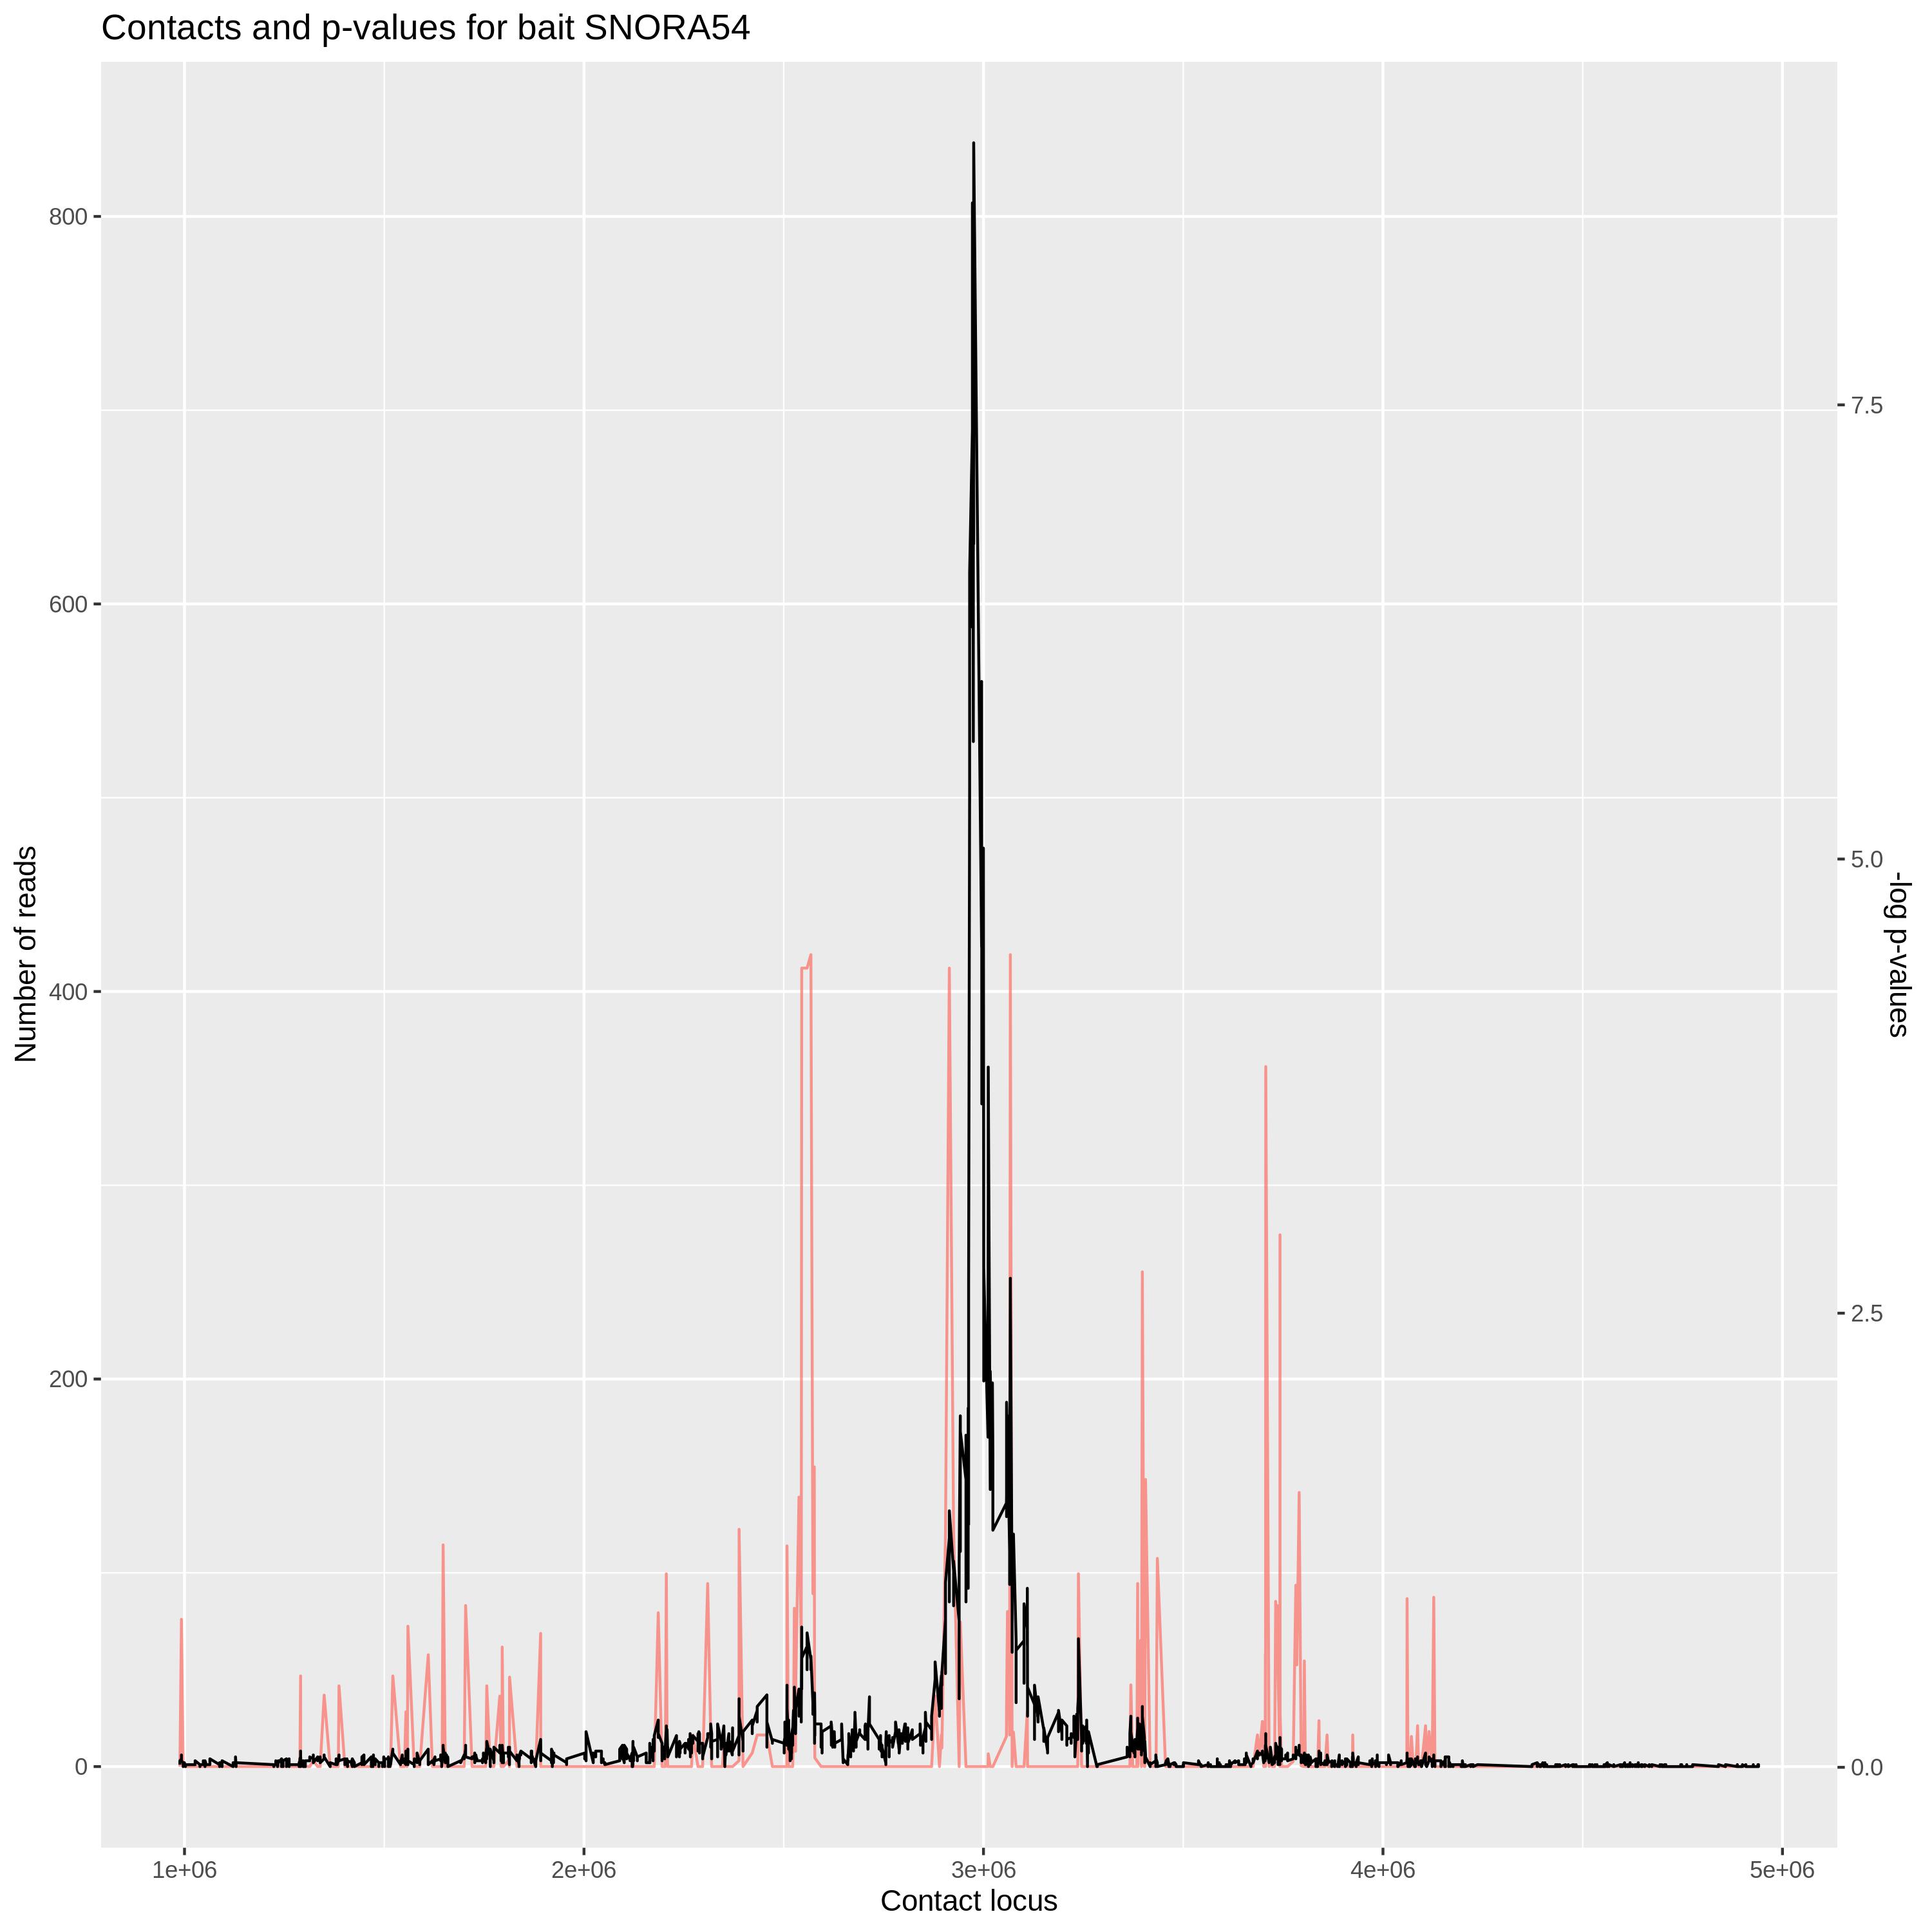 Contacts and p-values for bait SNORA54
800
600
400
200
0
Number of reads
7.5
5.0
2.5
0.0
-log p-values
1e+06 2e+06 3e+06 4e+06 5e+06
Contact locus